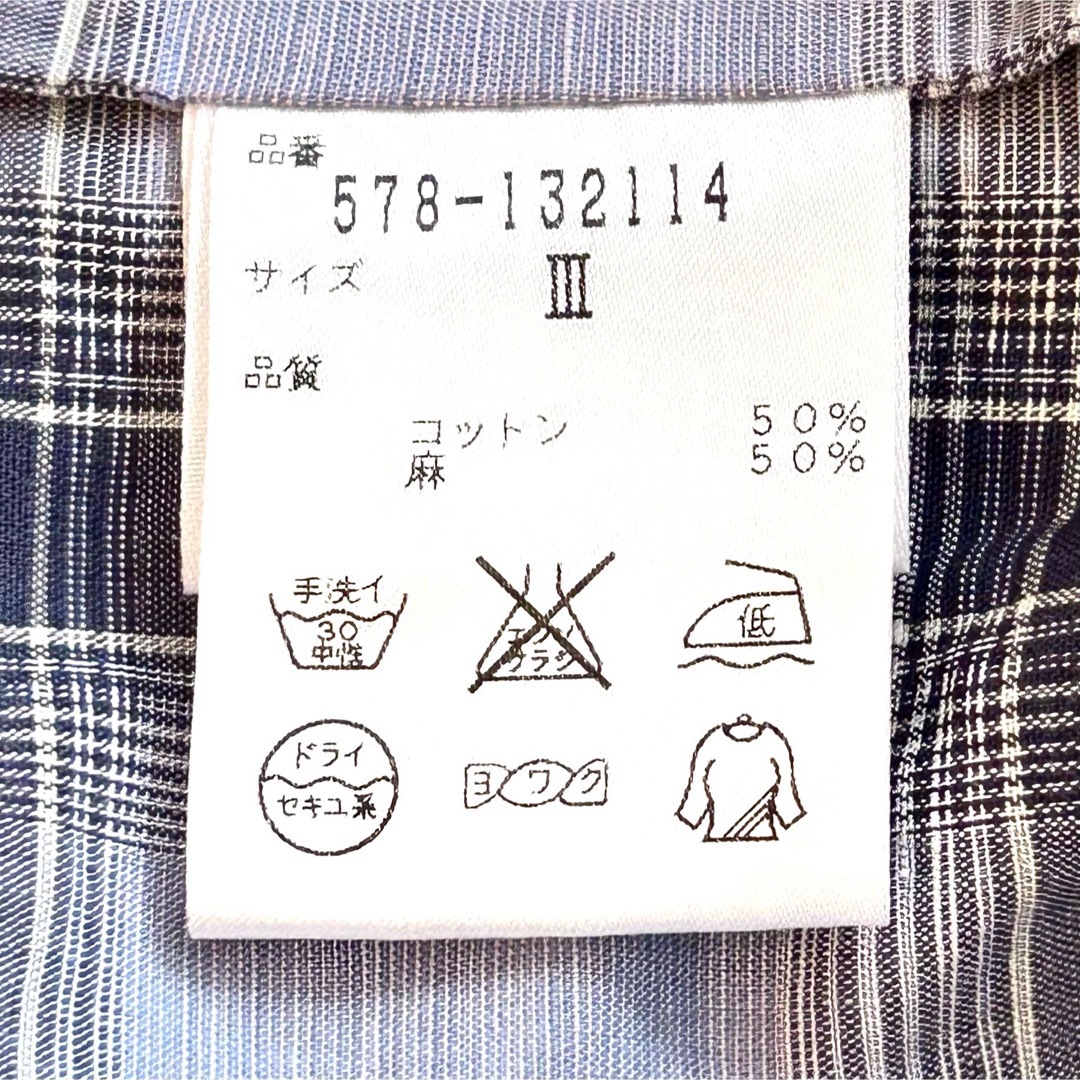 品番
578-132114
サイズ III
品質
コットン 50%
麻 50%
手洗イ
30
中性
エンソ
サラシ
低
ドライ
セキユ系
ヨワク